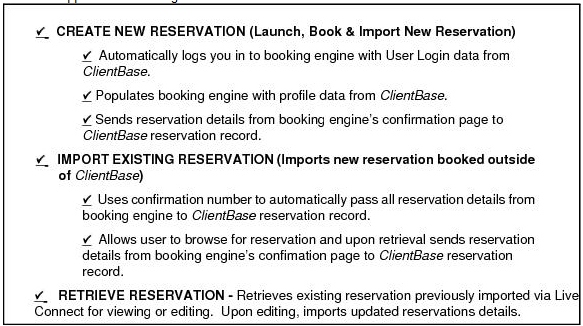 ✔ CREATE NEW RESERVATION (Launch, Book & Import New Reservation)
✔ Automatically logs you in to booking engine with User Login data from
ClientBase.
✔ Populates booking engine with profile data from ClientBase.
✔ Sends reservation details from booking engine's confirmation page to
ClientBase reservation record.
✔ IMPORT EXISTING RESERVATION (Imports new reservation booked outside
of ClientBase)
✔ Uses confirmation number to automatically pass all reservation details from
booking engine to ClientBase reservation record.
✔ Allows user to browse for reservation and upon retrieval sends reservation
details from booking engine's confimation page to ClientBase reservation
record.
✔ RETRIEVE RESERVATION - Retrieves existing reservation previously imported via Live
Connect for viewing or editing. Upon editing, imports updated reservations details.